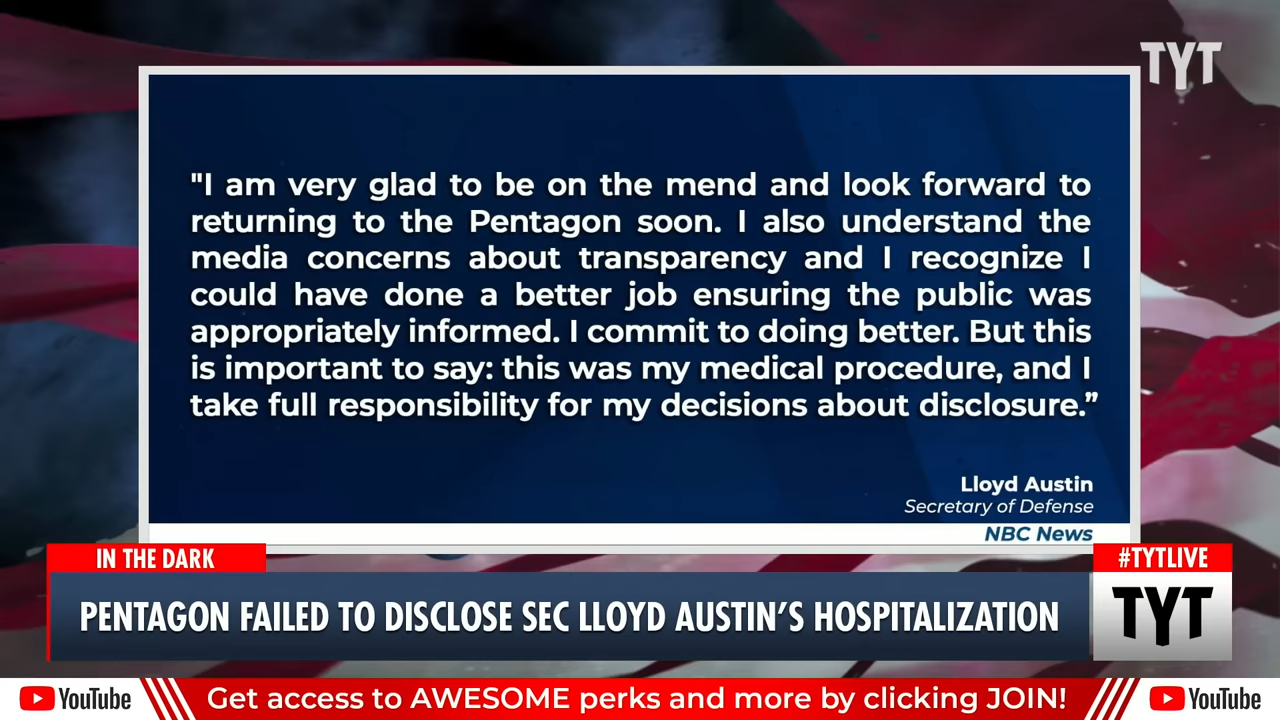 TYT
"I am very glad to be on the mend and look forward to
returning to the Pentagon soon. I also understand the
media concerns about transparency and I recognize I
could have done a better job ensuring the public was
appropriately informed. I commit to doing better. But this
is important to say: this was my medical procedure, and I
take full responsibility for my decisions about disclosure.”
Lloyd Austin
Secretary of Defense
NBC News
IN THE DARK
#TYTLIVE
PENTAGON FAILED TO DISCLOSE SEC LLOYD AUSTIN’S HOSPITALIZATION
TYT
YouTube
Get access to AWESOME perks and more by clicking JOIN!
YouTube